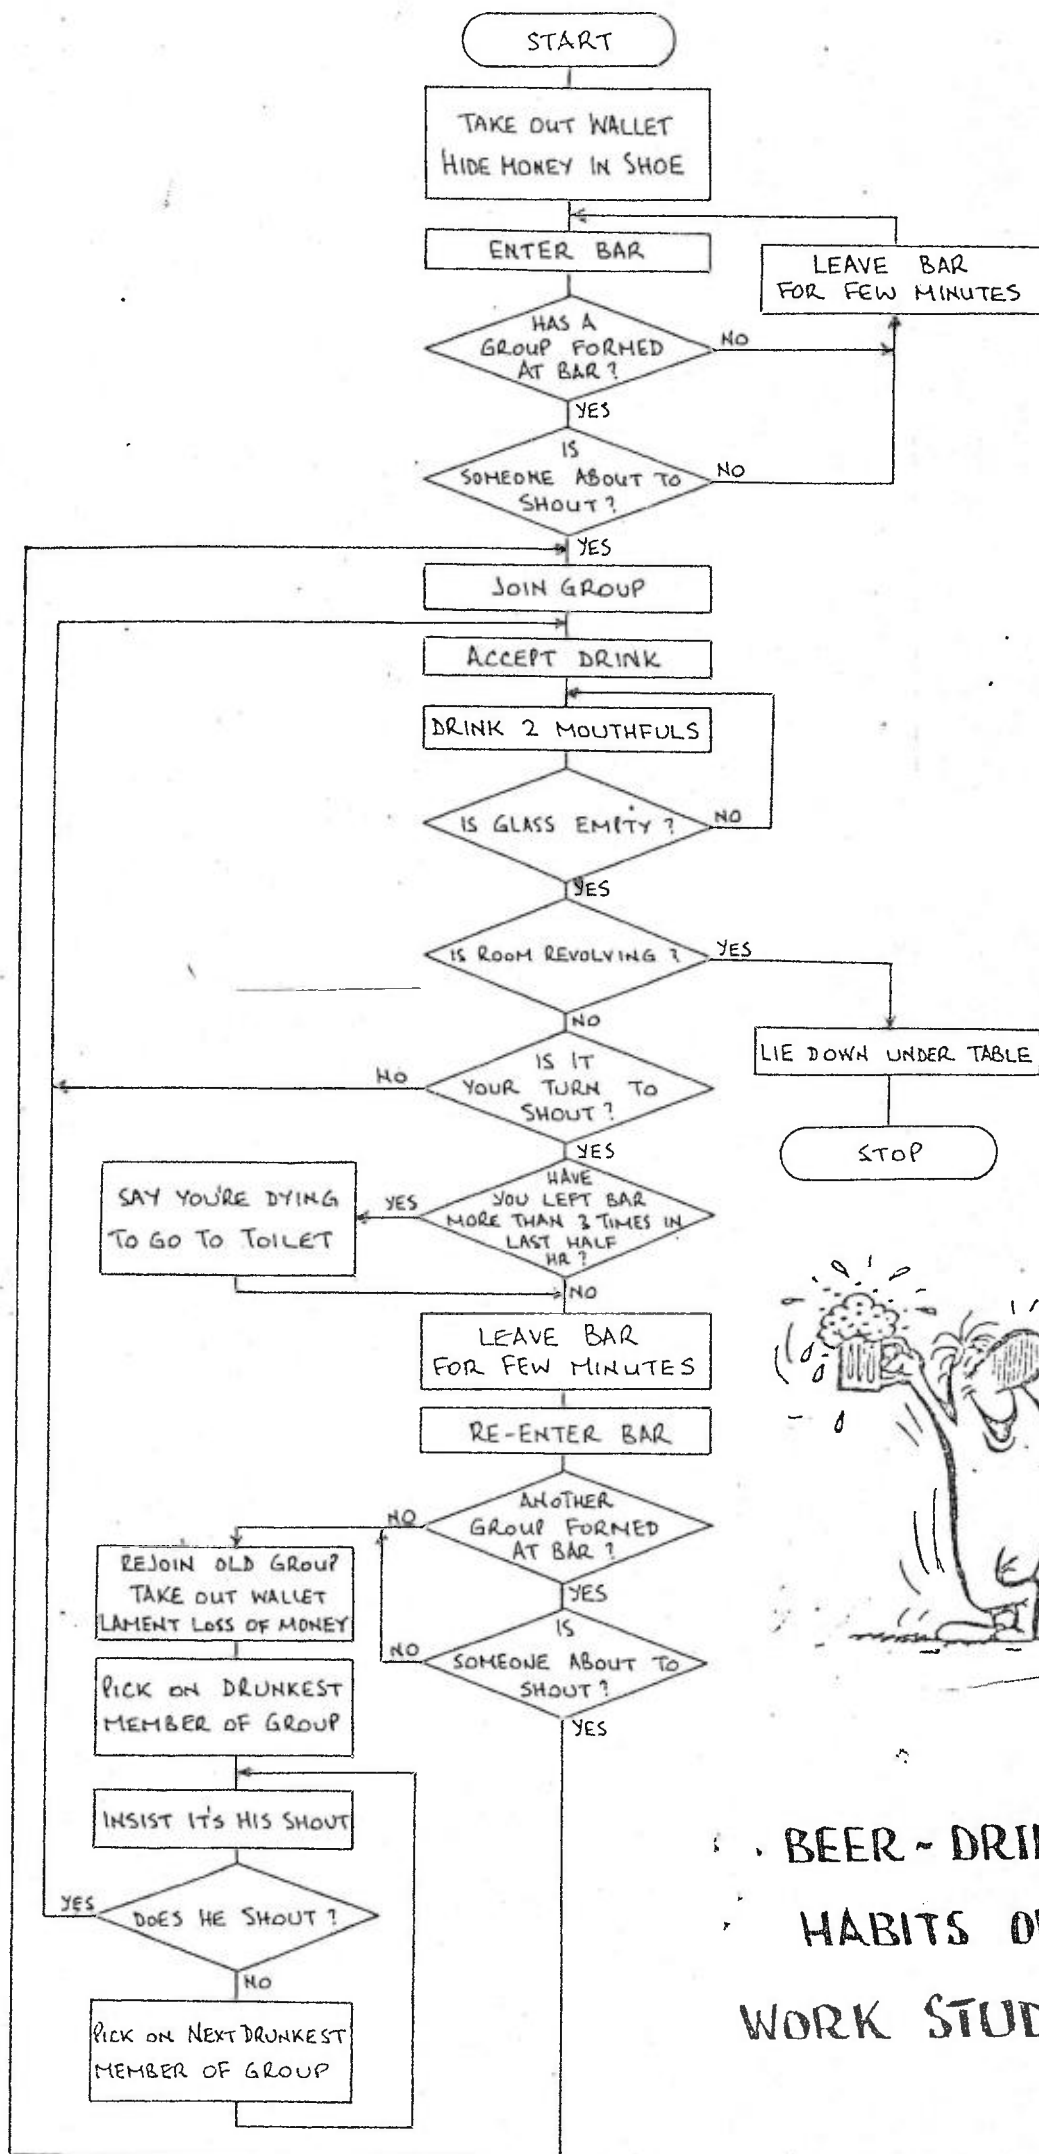 START
TAKE OUT WALLET
HIDE MONEY IN SHOE
ENTER BAR
LEAVE BAR
FOR FEW MINUTES
HAS A
GROUP FORMED
AT BAR?
NO
YES
IS
SOMEONE ABOUT TO
SHOUT?
NO
YES
JOIN GROUP
ACCEPT DRINK
DRINK 2 MOUTHFULS
IS GLASS EMPTY?
NO
YES
IS ROOM REVOLVING?
YES
NO
LIE DOWN UNDER TABLE
STOP
IS IT
YOUR TURN TO
SHOUT?
NO
YES
HAVE
YOU LEFT BAR
MORE THAN 3 TIMES IN
LAST HALF
HR?
YES
SAY YOU'RE DYING
TO GO TO TOILET
NO
LEAVE BAR
FOR FEW MINUTES
RE-ENTER BAR
ANOTHER
GROUP FORMED
AT BAR?
NO
YES
REJOIN OLD GROUP
TAKE OUT WALLET
LAMENT LOSS OF MONEY
IS
SOMEONE ABOUT TO
SHOUT?
NO
YES
PICK ON DRUNKEST
MEMBER OF GROUP
INSIST IT'S HIS SHOUT
DOES HE SHOUT?
YES
NO
PICK ON NEXT DRUNKEST
MEMBER OF GROUP
BEER~DRI
HABITS O
WORK STUD